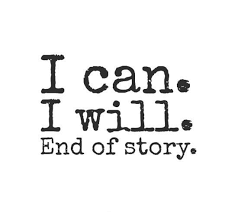 I can.
I will.
End of story.